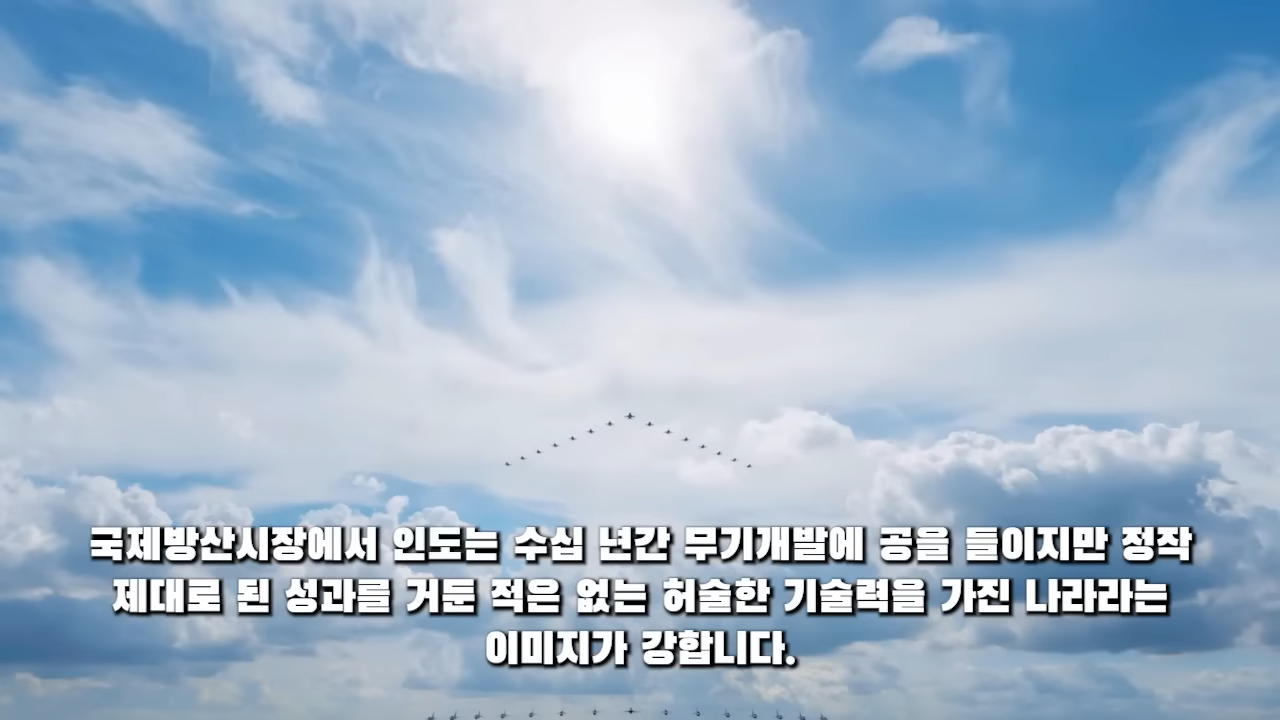 국제방산시장에서 인도는 수십 년간 무기개발에 공을 들이지만 정작
제대로 된 성과를 거둔 적은 없는 허술한 기술력을 가진 나라라는
이미지가 강합니다.